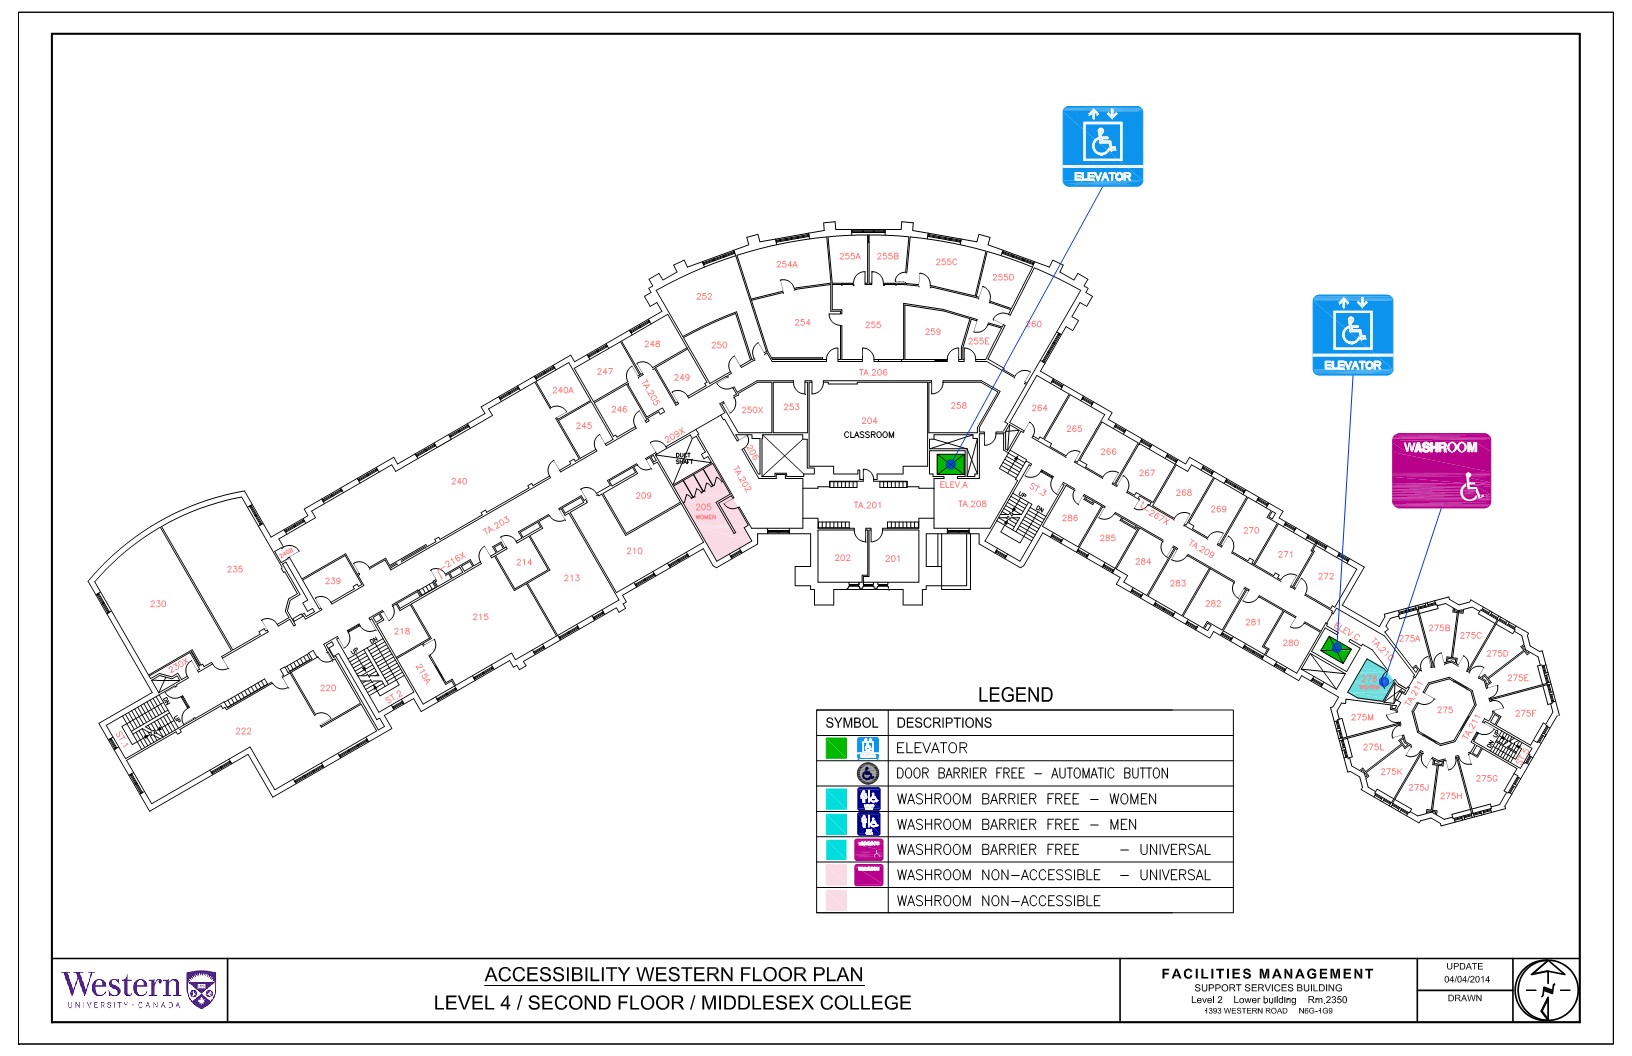 ELEVATOR
ELEVATOR
WASHROOM
254A
255A
255B
255C
255D
252
254
255
259
255E
260
250
248
249
247
246
240A
245
TA.205
TA.206
250X
253
204
CLASSROOM
258
264
265
266
267
268
269
270
271
272
209X
DUCT
SHAFT
206
TA.202
205
WOMEN
ELEV.A
TA.201
TA.208
ST.3
UP
DN
286
285
284
283
282
281
280
267X
TA.209
202
201
240
209
210
TA.203
216X
214
213
215
218
215A
239
240B
235
230
230X
220
222
ST.1
ST.2
DN
ELEV.C
TA.210
276
WOMEN
275A
275B
275C
275D
275E
275F
275G
275H
275J
275K
275L
275M
275
TA.211
TA.211
LEGEND
SYMBOL DESCRIPTIONS
ELEVATOR
DOOR BARRIER FREE - AUTOMATIC BUTTON
WASHROOM BARRIER FREE - WOMEN
WASHROOM BARRIER FREE - MEN
WASHROOM BARRIER FREE - UNIVERSAL
WASHROOM NON-ACCESSIBLE - UNIVERSAL
WASHROOM NON-ACCESSIBLE
Western
UNIVERSITY · CANADA
ACCESSIBILITY WESTERN FLOOR PLAN
LEVEL 4 / SECOND FLOOR / MIDDLESEX COLLEGE
FACILITIES MANAGEMENT
SUPPORT SERVICES BUILDING
Level 2 Lower building Rm.2350
1393 WESTERN ROAD N6G-1G9
UPDATE
04/04/2014
DRAWN
N